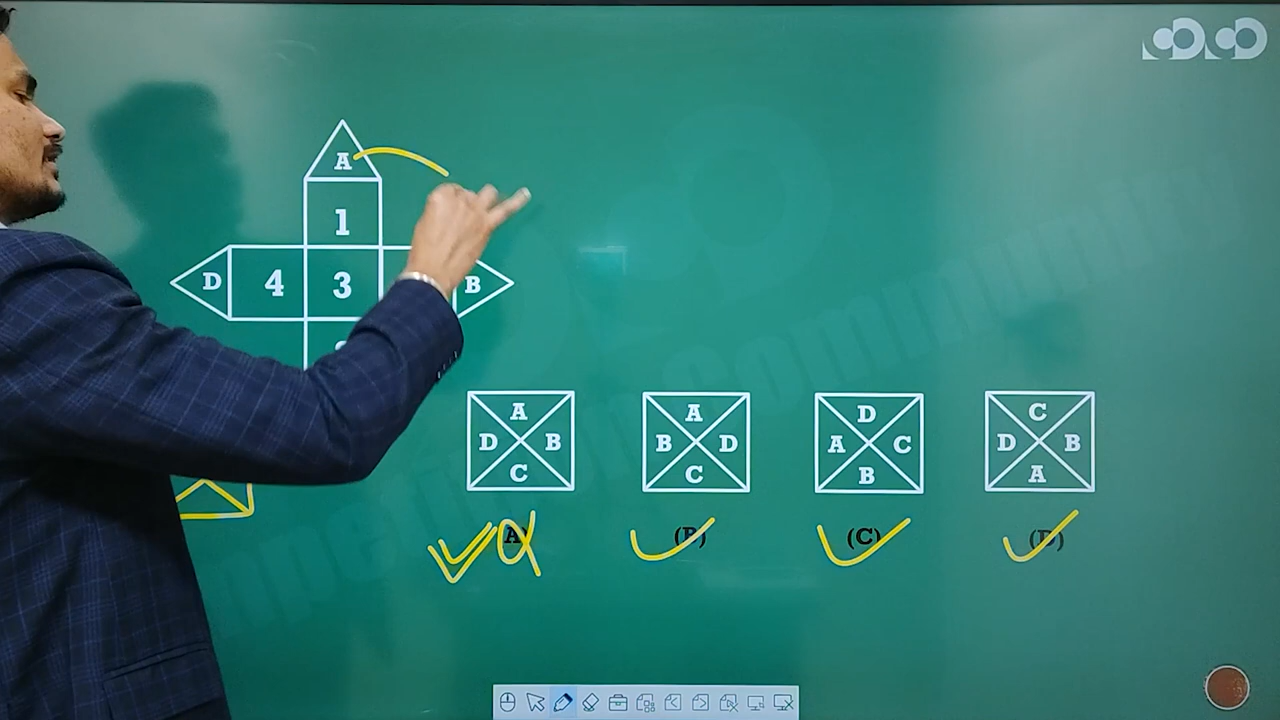 A
1
D 4 3 B
A A D C
D B B D A C D B
C C B A
(A) (B) (C) (D)